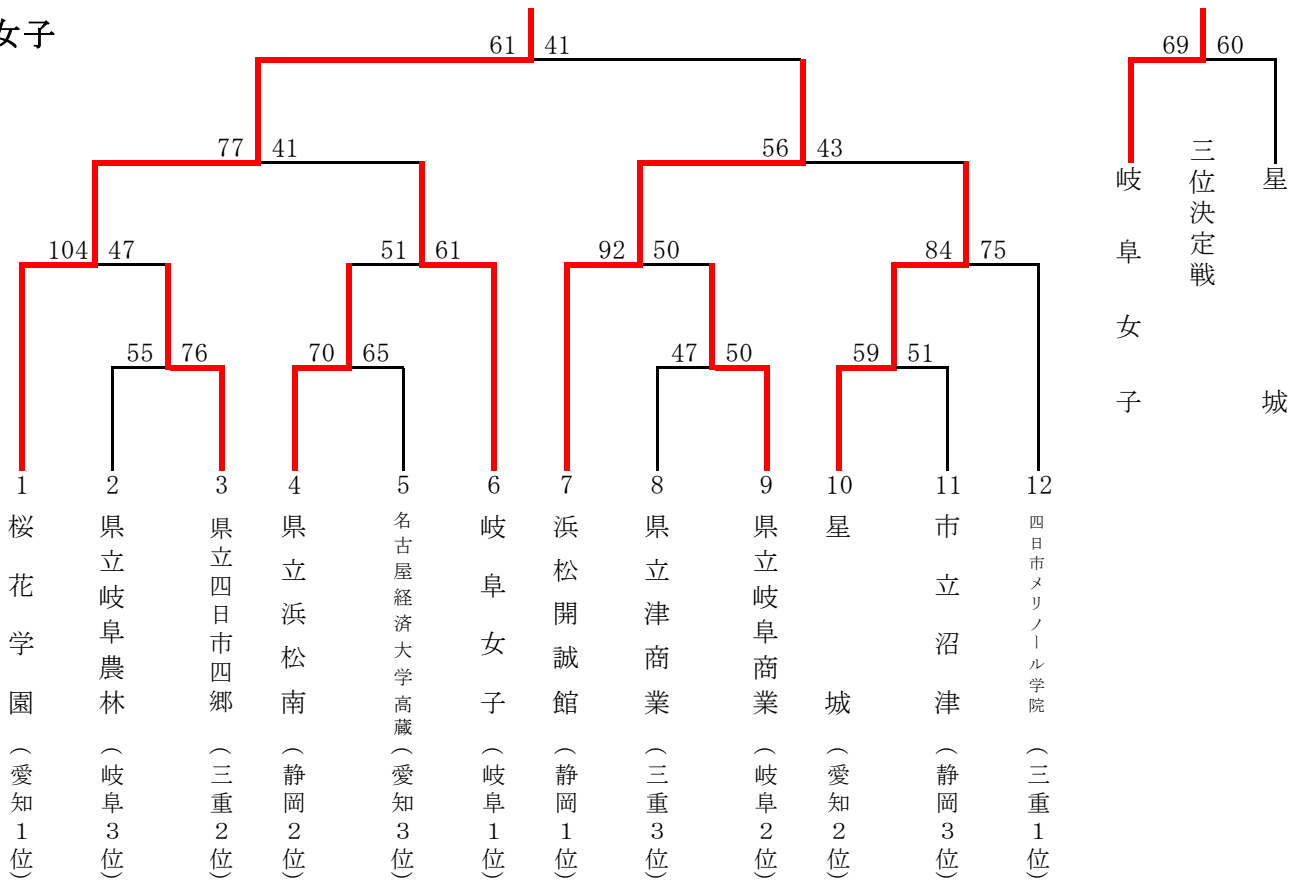 女子
61 41
69 60
77 41
56 43
104 47
51 61
92 50
84 75
55 76
70 65
47 50
59 51
三位決定戦
岐阜女子
星城
1
2
3
4
5
6
7
8
9
10
11
12
桜花学園(愛知1位)
県立岐阜農林(岐阜3位)
県立四日市四郷(三重2位)
県立浜松南(静岡2位)
名古屋経済大学高蔵(愛知3位)
岐阜女子(岐阜1位)
浜松開誠館(静岡1位)
県立津商業(三重3位)
県立岐阜商業(岐阜2位)
星城(愛知2位)
市立沼津(静岡3位)
四日市メリノール学院(三重1位)